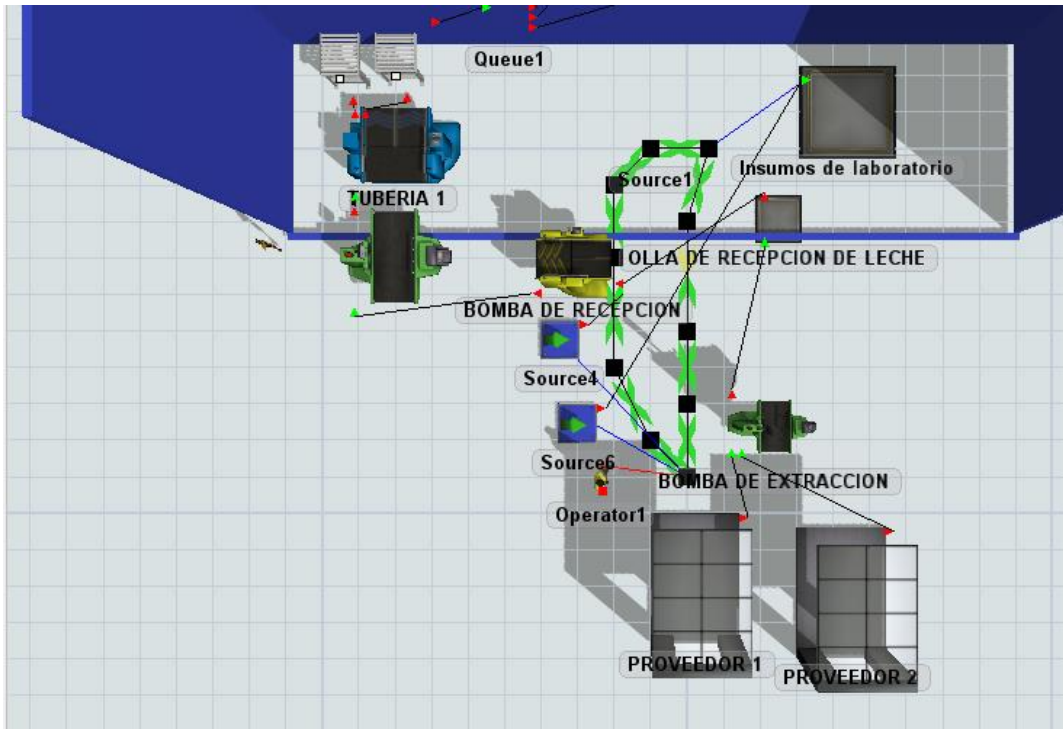 Queue1
Insumos de laboratorio
Source1
TUBERIA 1
OLLA DE RECEPCION DE LECHE
BOMBA DE RECEPCION
Source4
Source6
BOMBA DE EXTRACCION
Operator1
PROVEEDOR 1
PROVEEDOR 2